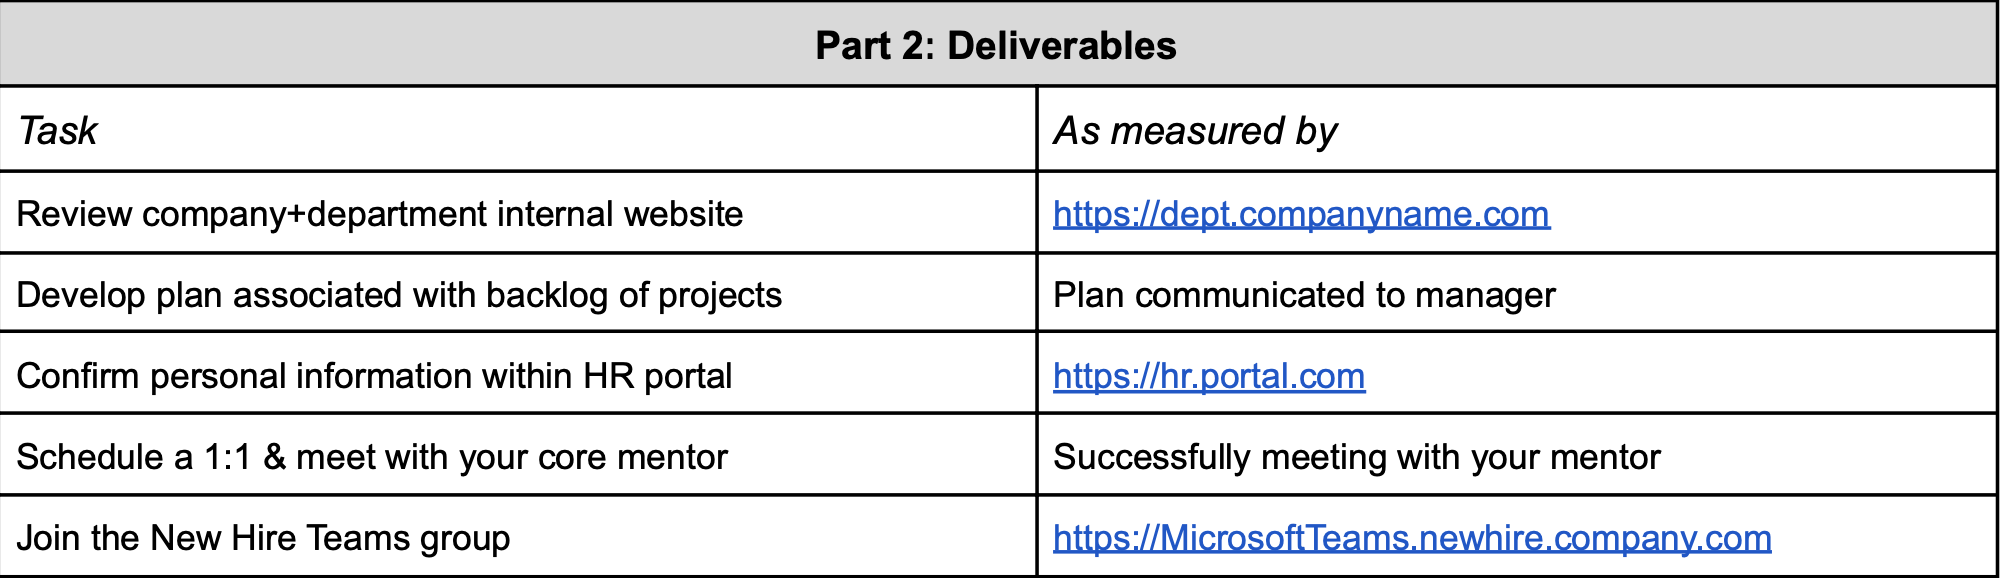 Part 2: Deliverables
Task
As measured by
Review company+department internal website
https://dept.companyname.com
Develop plan associated with backlog of projects
Plan communicated to manager
Confirm personal information within HR portal
https://hr.portal.com
Schedule a 1:1 & meet with your core mentor
Successfully meeting with your mentor
Join the New Hire Teams group
https://MicrosoftTeams.newhire.company.com